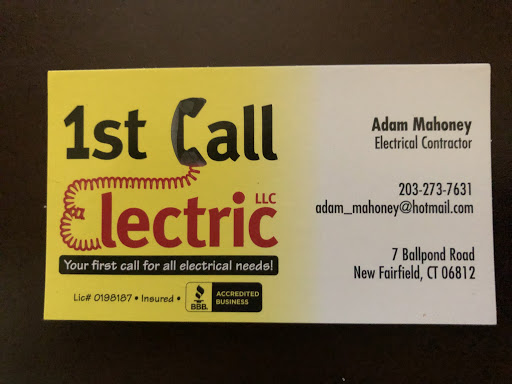 1st Call
Electric LLC
Your first call for all electrical needs!
Lic# 0198187 • Insured •
BBB.
ACCREDITED
BUSINESS
Adam Mahoney
Electrical Contractor
203-273-7631
adam_mahoney@hotmail.com
7 Ballpond Road
New Fairfield, CT 06812